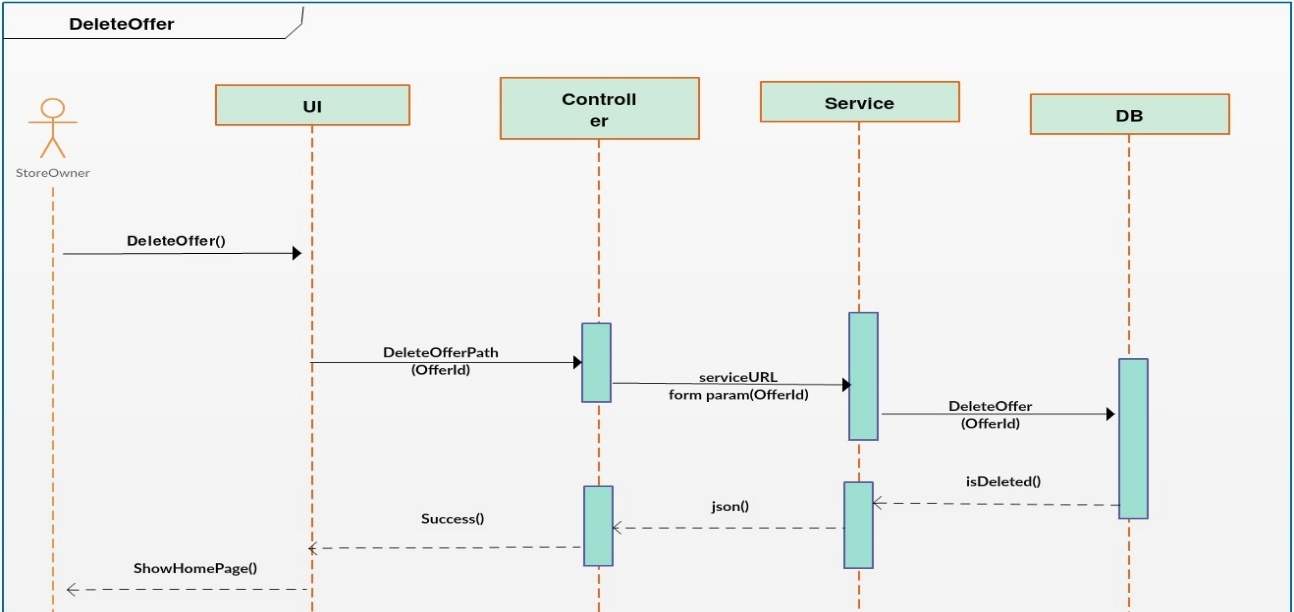 DeleteOffer
UI
Controll
er
Service
DB
StoreOwner
DeleteOffer()
DeleteOfferPath
(OfferId)
serviceURL
form param(OfferId)
DeleteOffer
(OfferId)
isDeleted()
json()
Success()
ShowHomePage()